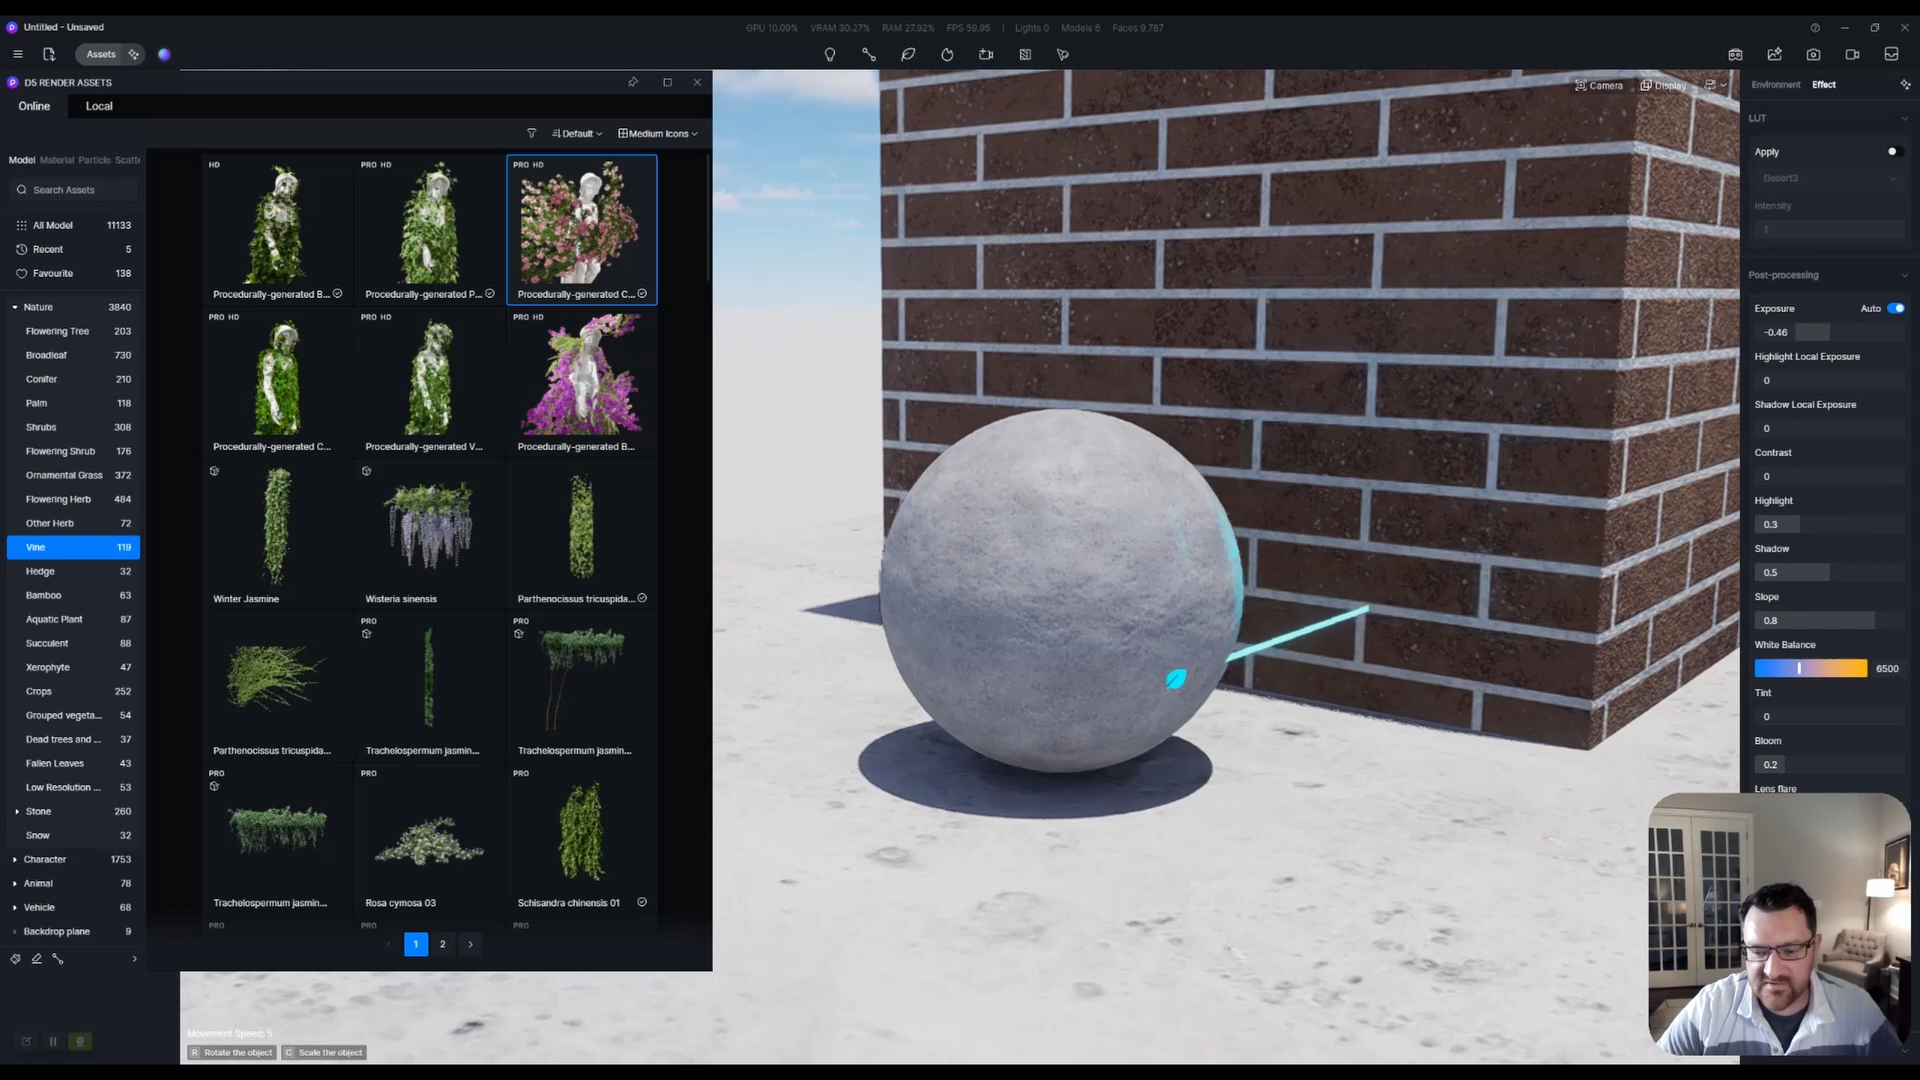 Untitled - Unsaved
GPU 10.09% VRAM 30.27% RAM 27.92% FPS 59.95 | Lights 0 Models 6 Faces 9,787
Assets
D5 RENDER ASSETS
Online Local
Default Medium Icons
Model Material Particle Scatt
Search Assets
All Model 11133
Recent 5
Favourite 138
Nature 3840
Flowering Tree 203
Broadleaf 730
Conifer 210
Palm 118
Shrubs 308
Flowering Shrub 176
Ornamental Grass 372
Flowering Herb 484
Other Herb 72
Vine 119
Hedge 32
Bamboo 63
Aquatic Plant 87
Succulent 88
Xerophyte 47
Crops 252
Grouped vegeta... 54
Dead trees and ... 37
Fallen Leaves 43
Low Resolution ... 53
Stone 260
Snow 32
Character 1753
Animal 78
Vehicle 68
Backdrop plane 9
HD PRO HD PRO HD
Procedurally-generated B... Procedurally-generated P... Procedurally-generated C...
PRO HD PRO HD PRO HD
Procedurally-generated C... Procedurally-generated V... Procedurally-generated B...
Winter Jasmine Wisteria sinensis Parthenocissus tricuspida...
Parthenocissus tricuspida... Trachelospermum jasmin... Trachelospermum jasmin...
PRO PRO PRO
Trachelospermum jasmin... Rosa cymosa 03 Schisandra chinensis 01
PRO PRO PRO
1 2
Movement Speed: 5
R Rotate the object C Scale the object
Camera Display
Environment Effect
LUT
Apply
Desert3
Intensity
1
Post-processing
Exposure Auto
-0.46
Highlight Local Exposure
0
Shadow Local Exposure
0
Contrast
0
Highlight
0.3
Shadow
0.5
Slope
0.8
White Balance
6500
Tint
0
Bloom
0.2
Lens flare